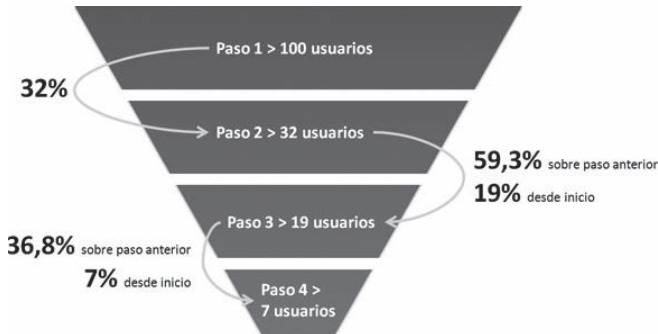 Paso 1 > 100 usuarios
32%
Paso 2 > 32 usuarios
59,3% sobre paso anterior
19% desde inicio
Paso 3 > 19 usuarios
36,8% sobre paso anterior
7% desde inicio
Paso 4 >
7 usuarios